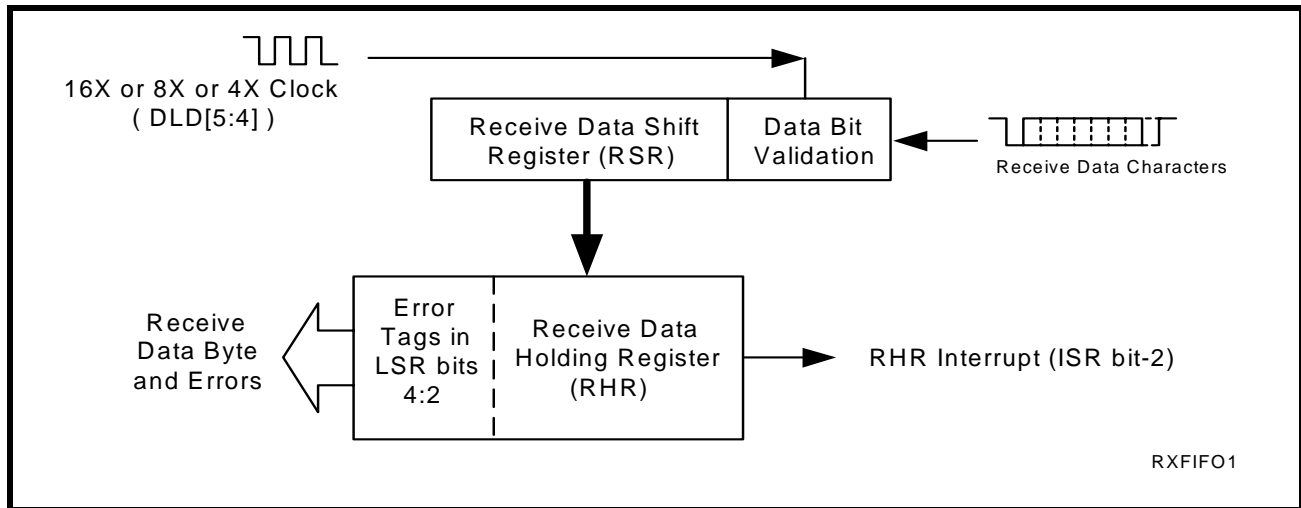 16X or 8X or 4X Clock
( DLD[5:4] )
Receive Data Shift
Register (RSR)
Data Bit
Validation
Receive Data Characters
Receive
Data Byte
and Errors
Error
Tags in
LSR bits
4:2
Receive Data
Holding Register
(RHR)
RHR Interrupt (ISR bit-2)
RXFIFO1